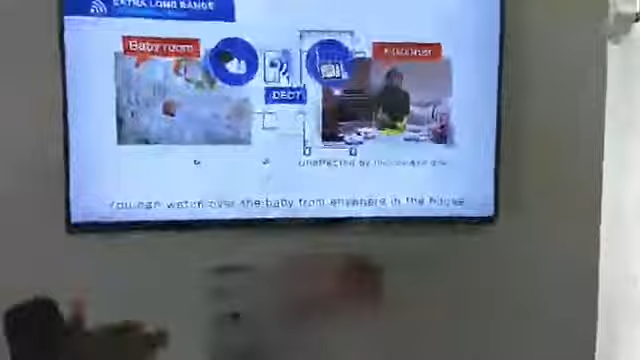 EXTRA LONG RANGE
Baby room
DECT
Unaffected by
You can watch over the baby from anywhere in the house